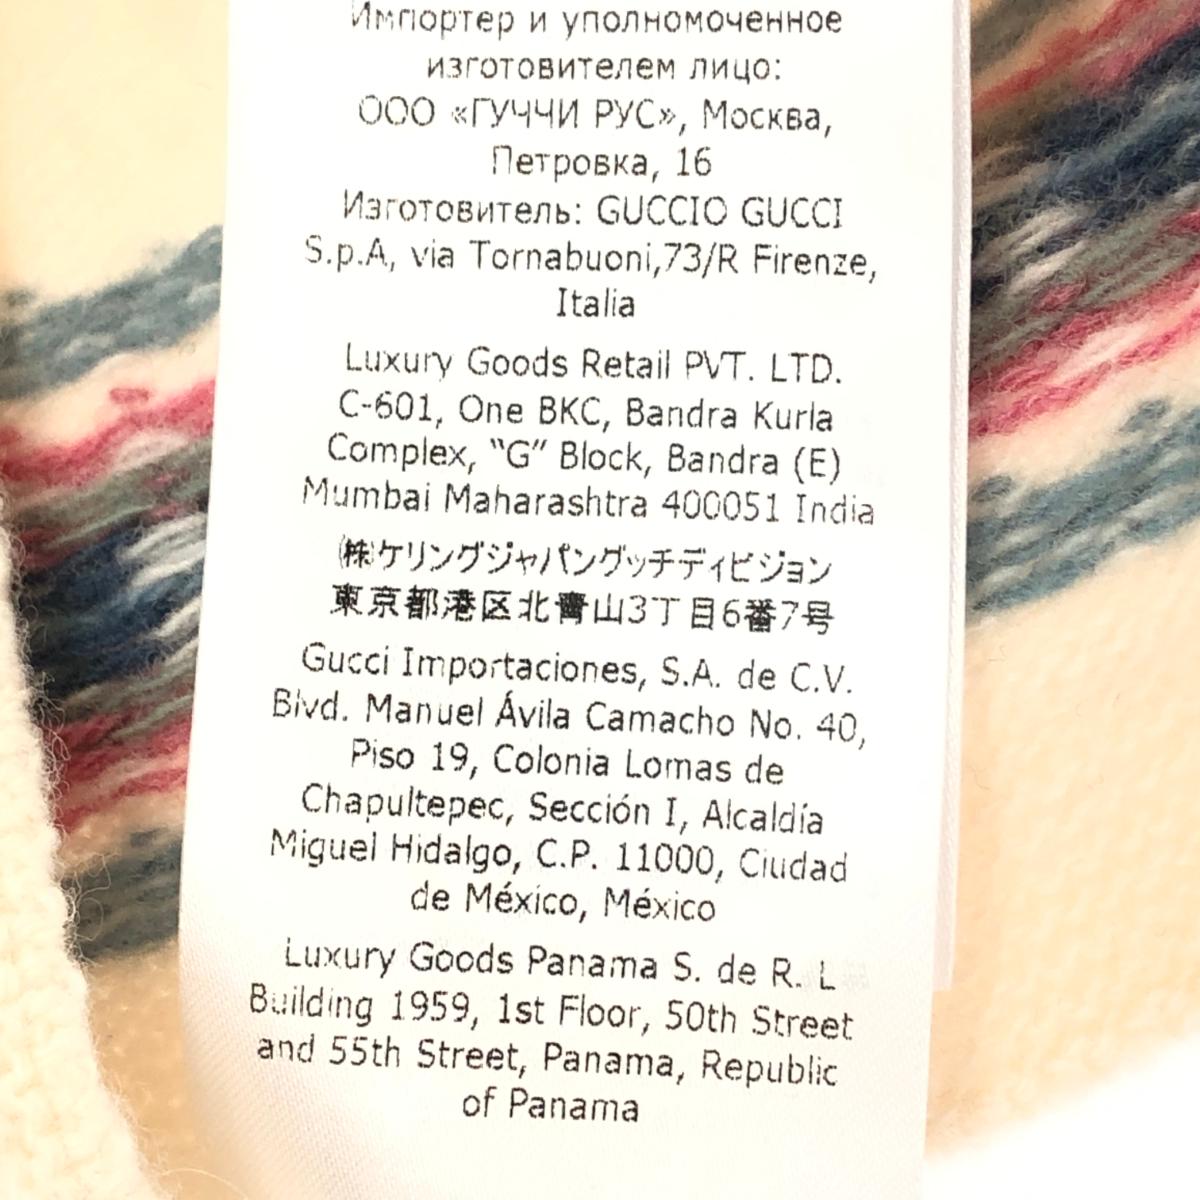 Импортер и уполномоченное
изготовителем лицо:
ООО «ГУЧЧИ РУС», Москва,
Петровка, 16
Изготовитель: GUCCIO GUCCI
S.p.A, via Tornabuoni,73/R Firenze,
Italia
Luxury Goods Retail PVT. LTD.
C-601, One BKC, Bandra Kurla
Complex, "G" Block, Bandra (E)
Mumbai Maharashtra 400051 India
㈱ケリングジャパングッチディビジョン
東京都港区北青山3丁目6番7号
Gucci Importaciones, S.A. de C.V.
Blvd. Manuel Ávila Camacho No. 40,
Piso 19, Colonia Lomas de
Chapultepec, Sección I, Alcaldía
Miguel Hidalgo, C.P. 11000, Ciudad
de México, México
Luxury Goods Panama S. de R. L
Building 1959, 1st Floor, 50th Street
and 55th Street, Panama, Republic
of Panama